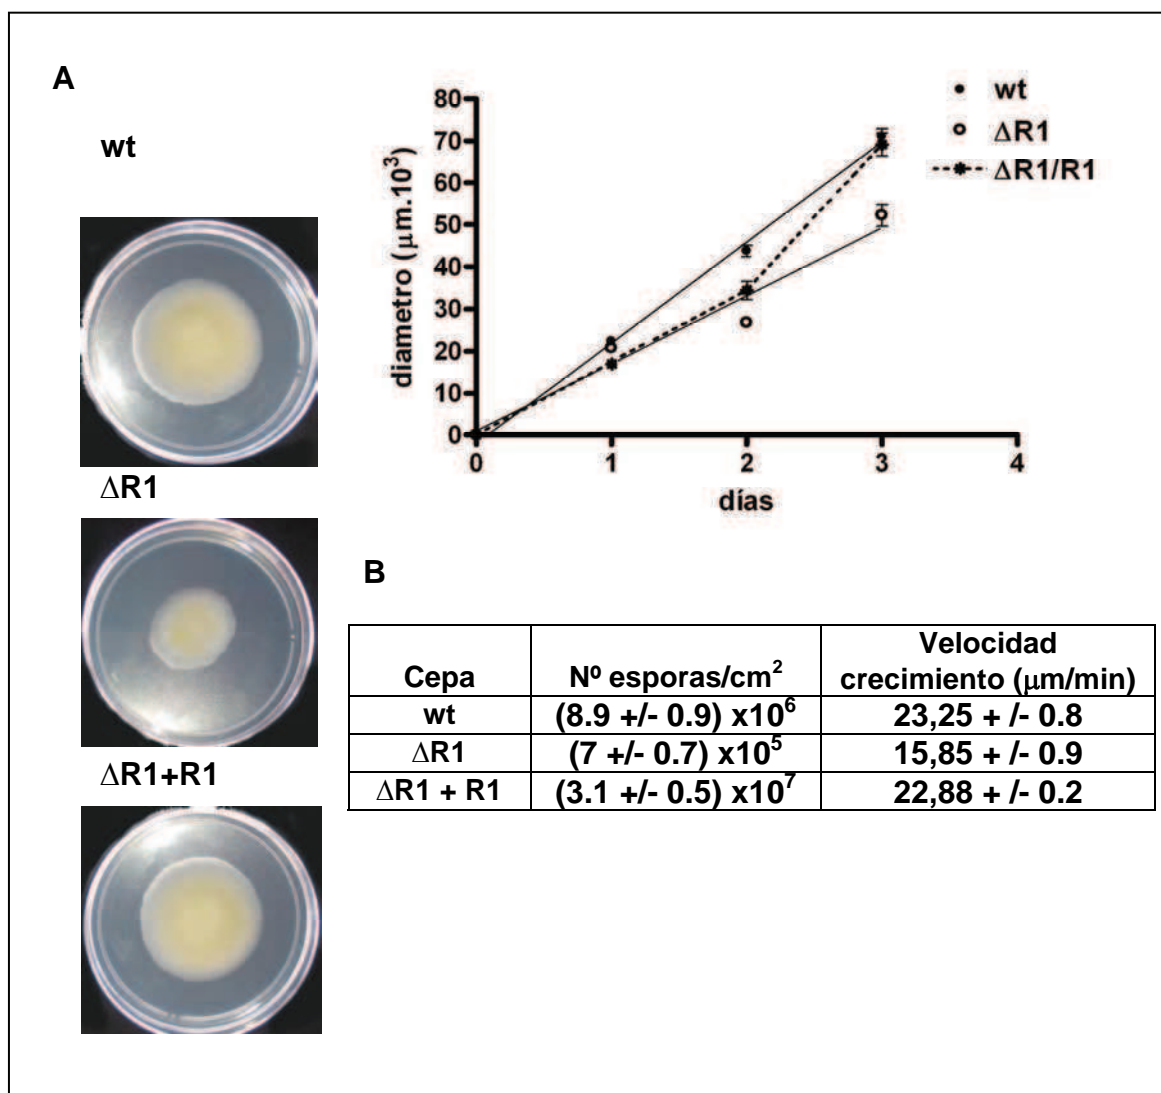 A
wt
ΔR1
ΔR1+R1
80
70
60
50
40
30
20
10
0
diametro (μm.10³)
0 1 2 3 4
días
wt
ΔR1
ΔR1/R1
B
Cepa Nº esporas/cm² Velocidad crecimiento (μm/min)
wt (8.9 +/- 0.9) x10⁶ 23,25 + /- 0.8
ΔR1 (7 +/- 0.7) x10⁵ 15,85 + /- 0.9
ΔR1 + R1 (3.1 +/- 0.5) x10⁷ 22,88 + /- 0.2